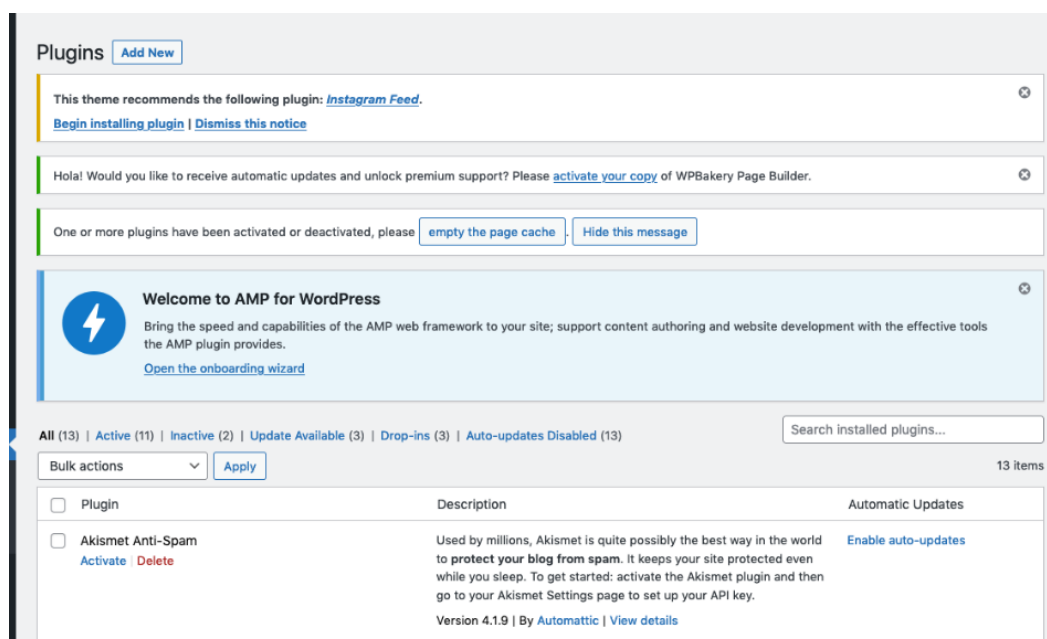 Plugins Add New
This theme recommends the following plugin: Instagram Feed.
Begin installing plugin | Dismiss this notice
Hola! Would you like to receive automatic updates and unlock premium support? Please activate your copy of WPBakery Page Builder.
One or more plugins have been activated or deactivated, please empty the page cache . Hide this message
Welcome to AMP for WordPress
Bring the speed and capabilities of the AMP web framework to your site; support content authoring and website development with the effective tools
the AMP plugin provides.
Open the onboarding wizard
All (13) | Active (11) | Inactive (2) | Update Available (3) | Drop-ins (3) | Auto-updates Disabled (13)
Search installed plugins...
Bulk actions Apply
13 items
Plugin Description Automatic Updates
Akismet Anti-Spam
Activate | Delete
Used by millions, Akismet is quite possibly the best way in the world
to protect your blog from spam. It keeps your site protected even
while you sleep. To get started: activate the Akismet plugin and then
go to your Akismet Settings page to set up your API key.
Version 4.1.9 | By Automattic | View details
Enable auto-updates